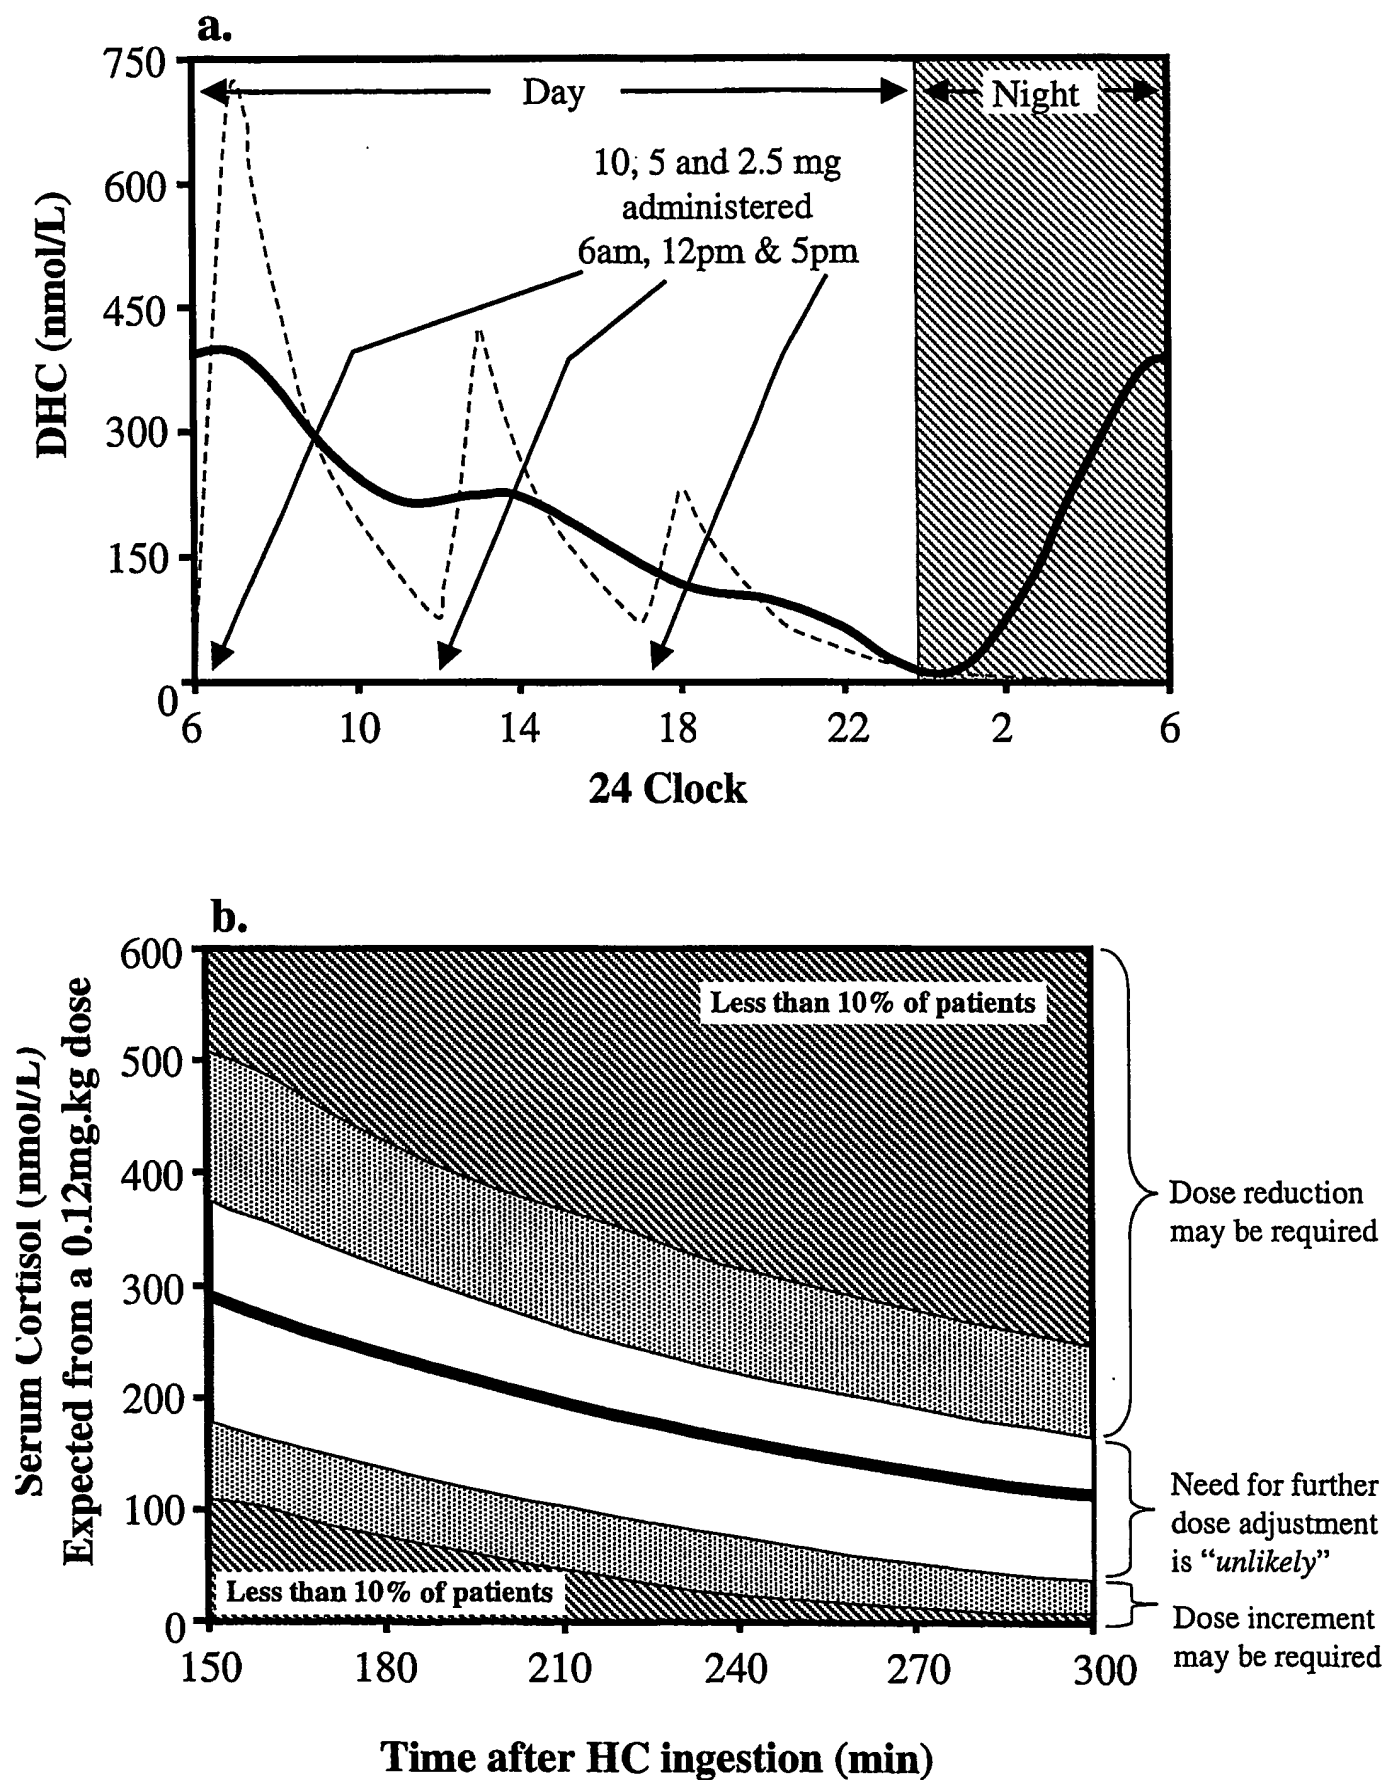 a.
750
600
450
300
150
0
DHC (nmol/L)
Day
Night
10, 5 and 2.5 mg
administered
6am, 12pm & 5pm
6 10 14 18 22 2 6
24 Clock
b.
600
500
400
300
200
100
0
Serum Cortisol (nmol/L)
Expected from a 0.12mg.kg dose
Less than 10% of patients
Less than 10% of patients
Dose reduction
may be required
Need for further
dose adjustment
is “unlikely”
Dose increment
may be required
150 180 210 240 270 300
Time after HC ingestion (min)